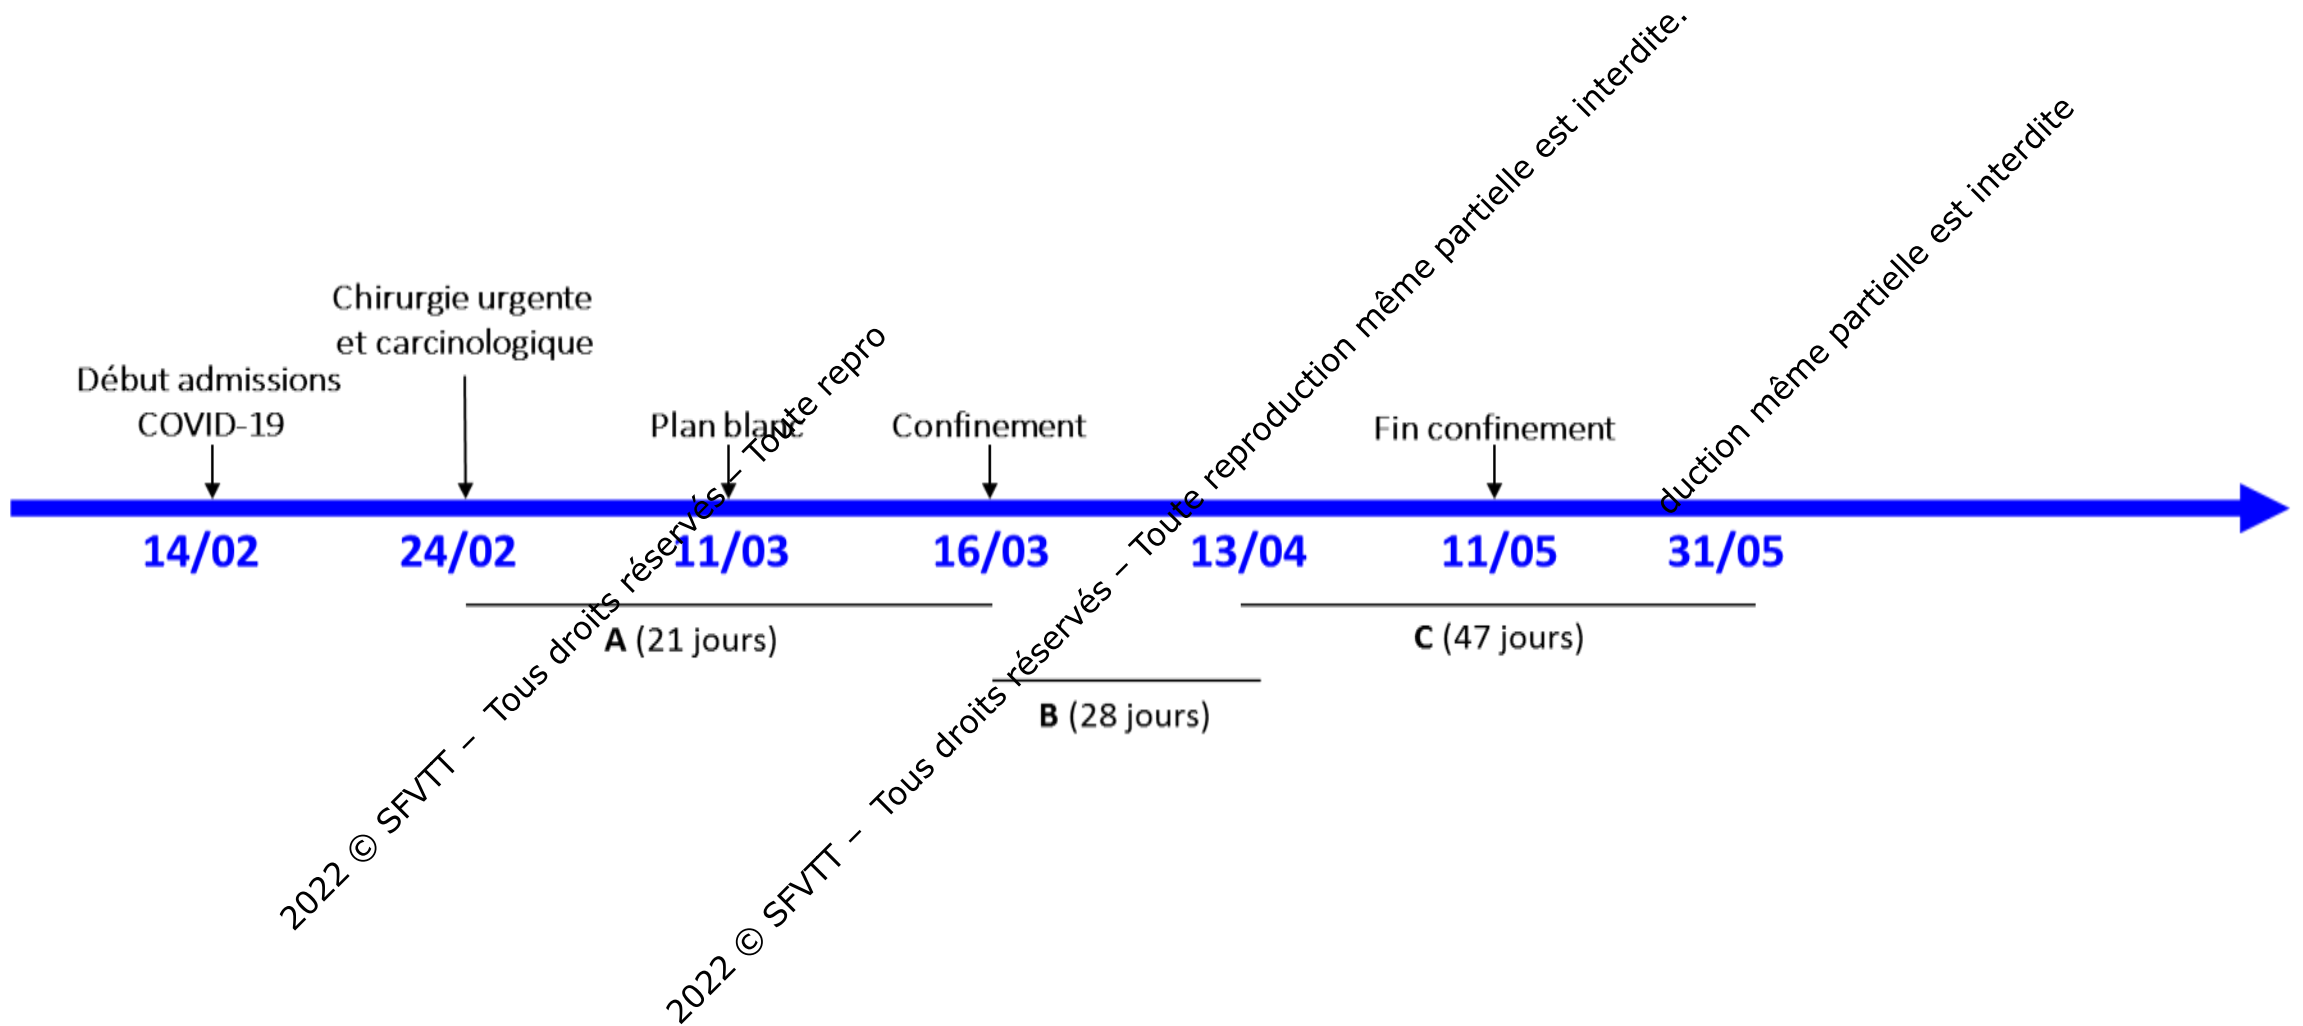 Chirurgie urgente
et carcinologique
Début admissions
COVID-19
Plan blanc
Confinement
Fin confinement
14/02
24/02
11/03
16/03
13/04
11/05
31/05
A (21 jours)
C (47 jours)
B (28 jours)
2022 © SFVTT – Tous droits réservés – Toute repro
duction même partielle est interdite
2022 © SFVTT – Tous droits réservés – Toute reproduction même partielle est interdite.